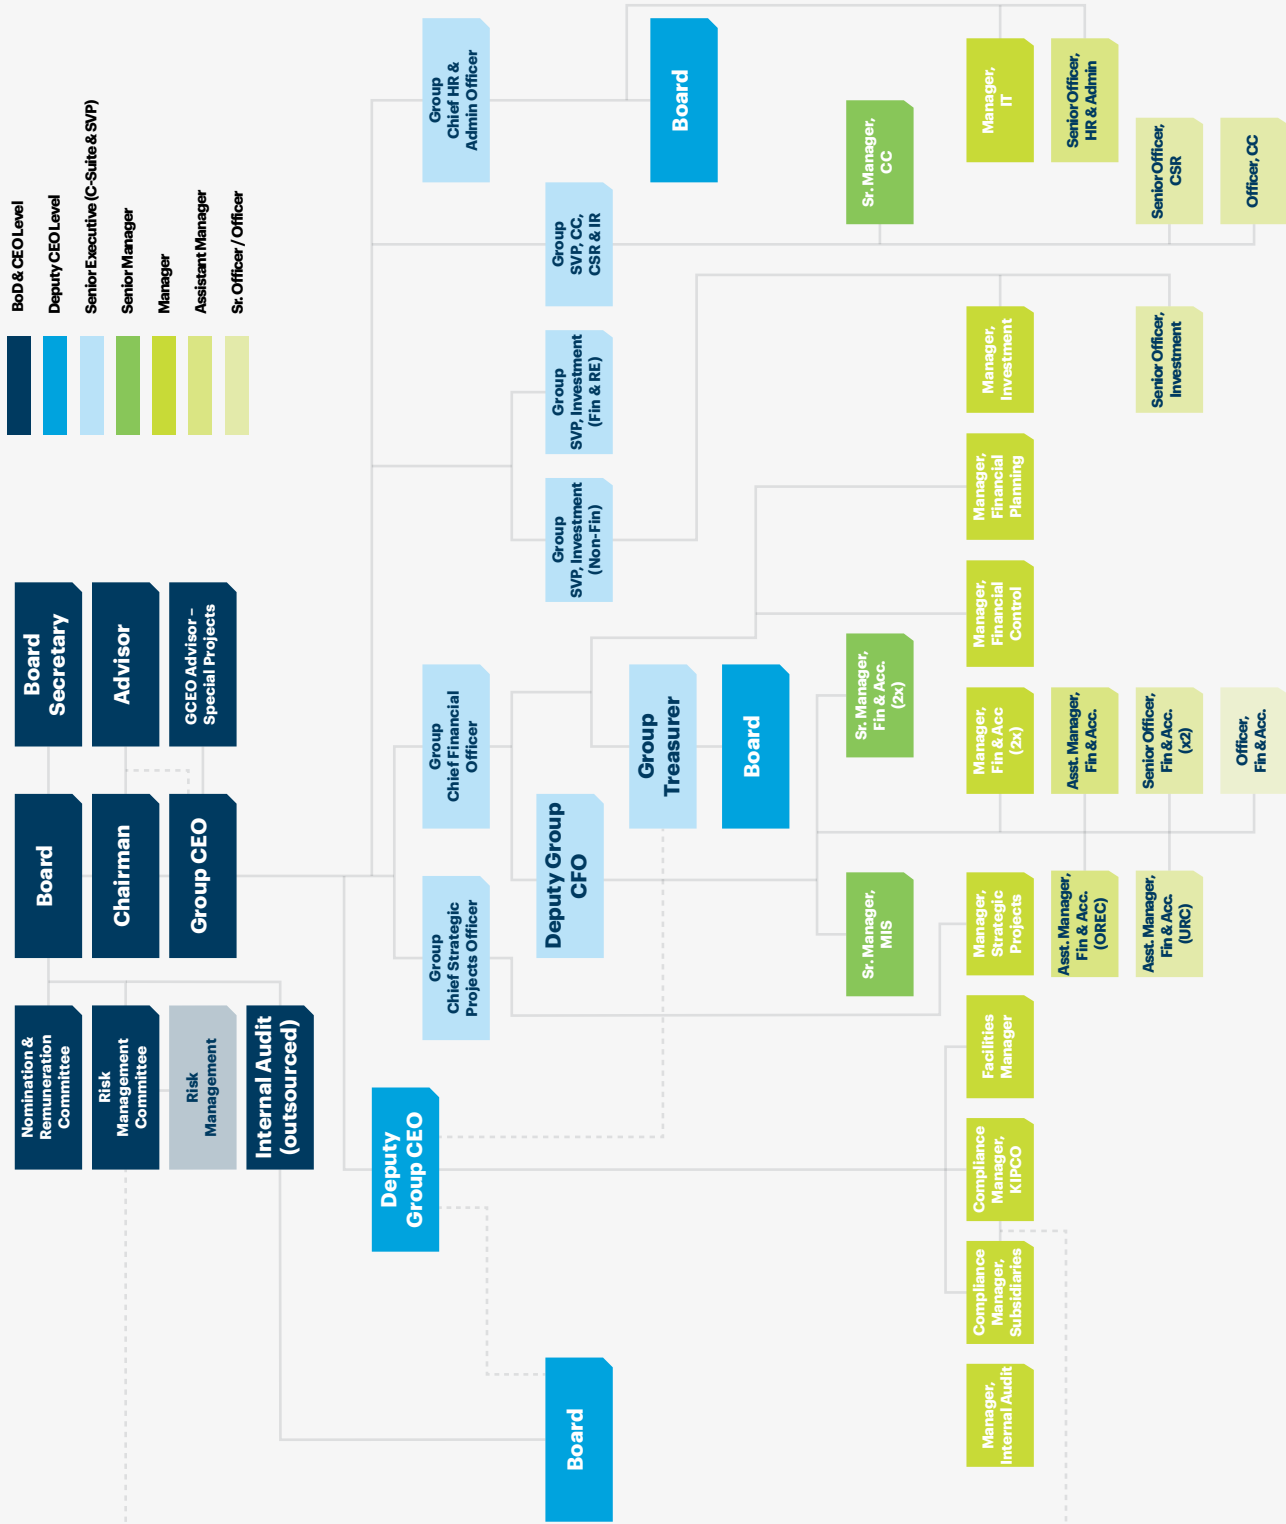 BoD & CEO Level
Deputy CEO Level
Senior Executive (C-Suite & SVP)
Senior Manager
Manager
Assistant Manager
Sr. Officer / Officer
Nomination &
Remuneration
Committee
Board
Board
Secretary
Risk
Management
Committee
Chairman
Advisor
Risk
Management
Group CEO
GCEO Advisor –
Special Projects
Internal Audit
(outsourced)
Deputy
Group CEO
Group
Chief Strategic
Projects Officer
Group
Chief Financial
Officer
Group
Chief HR &
Admin Officer
Board
Deputy Group
CFO
Group
SVP, Investment
(Non-Fin)
Group
SVP, Investment
(Fin & RE)
Group
SVP, CC,
CSR & IR
Group
Treasurer
Board
Board
Sr. Manager,
MIS
Sr. Manager,
Fin & Acc.
(2x)
Sr. Manager,
CC
Manager,
Internal Audit
Compliance
Manager,
Subsidiaries
Compliance
Manager,
KIPCO
Facilities
Manager
Manager,
Strategic
Projects
Manager,
Fin & Acc
(2x)
Manager,
Financial
Control
Manager,
Financial
Planning
Manager,
Investment
Manager,
IT
Asst. Manager,
Fin & Acc.
(OREC)
Asst. Manager,
Fin & Acc.
Senior Officer,
HR & Admin
Asst. Manager,
Fin & Acc.
(URC)
Senior Officer,
Fin & Acc.
(x2)
Senior Officer,
Investment
Senior Officer,
CSR
Officer,
Fin & Acc.
Officer, CC